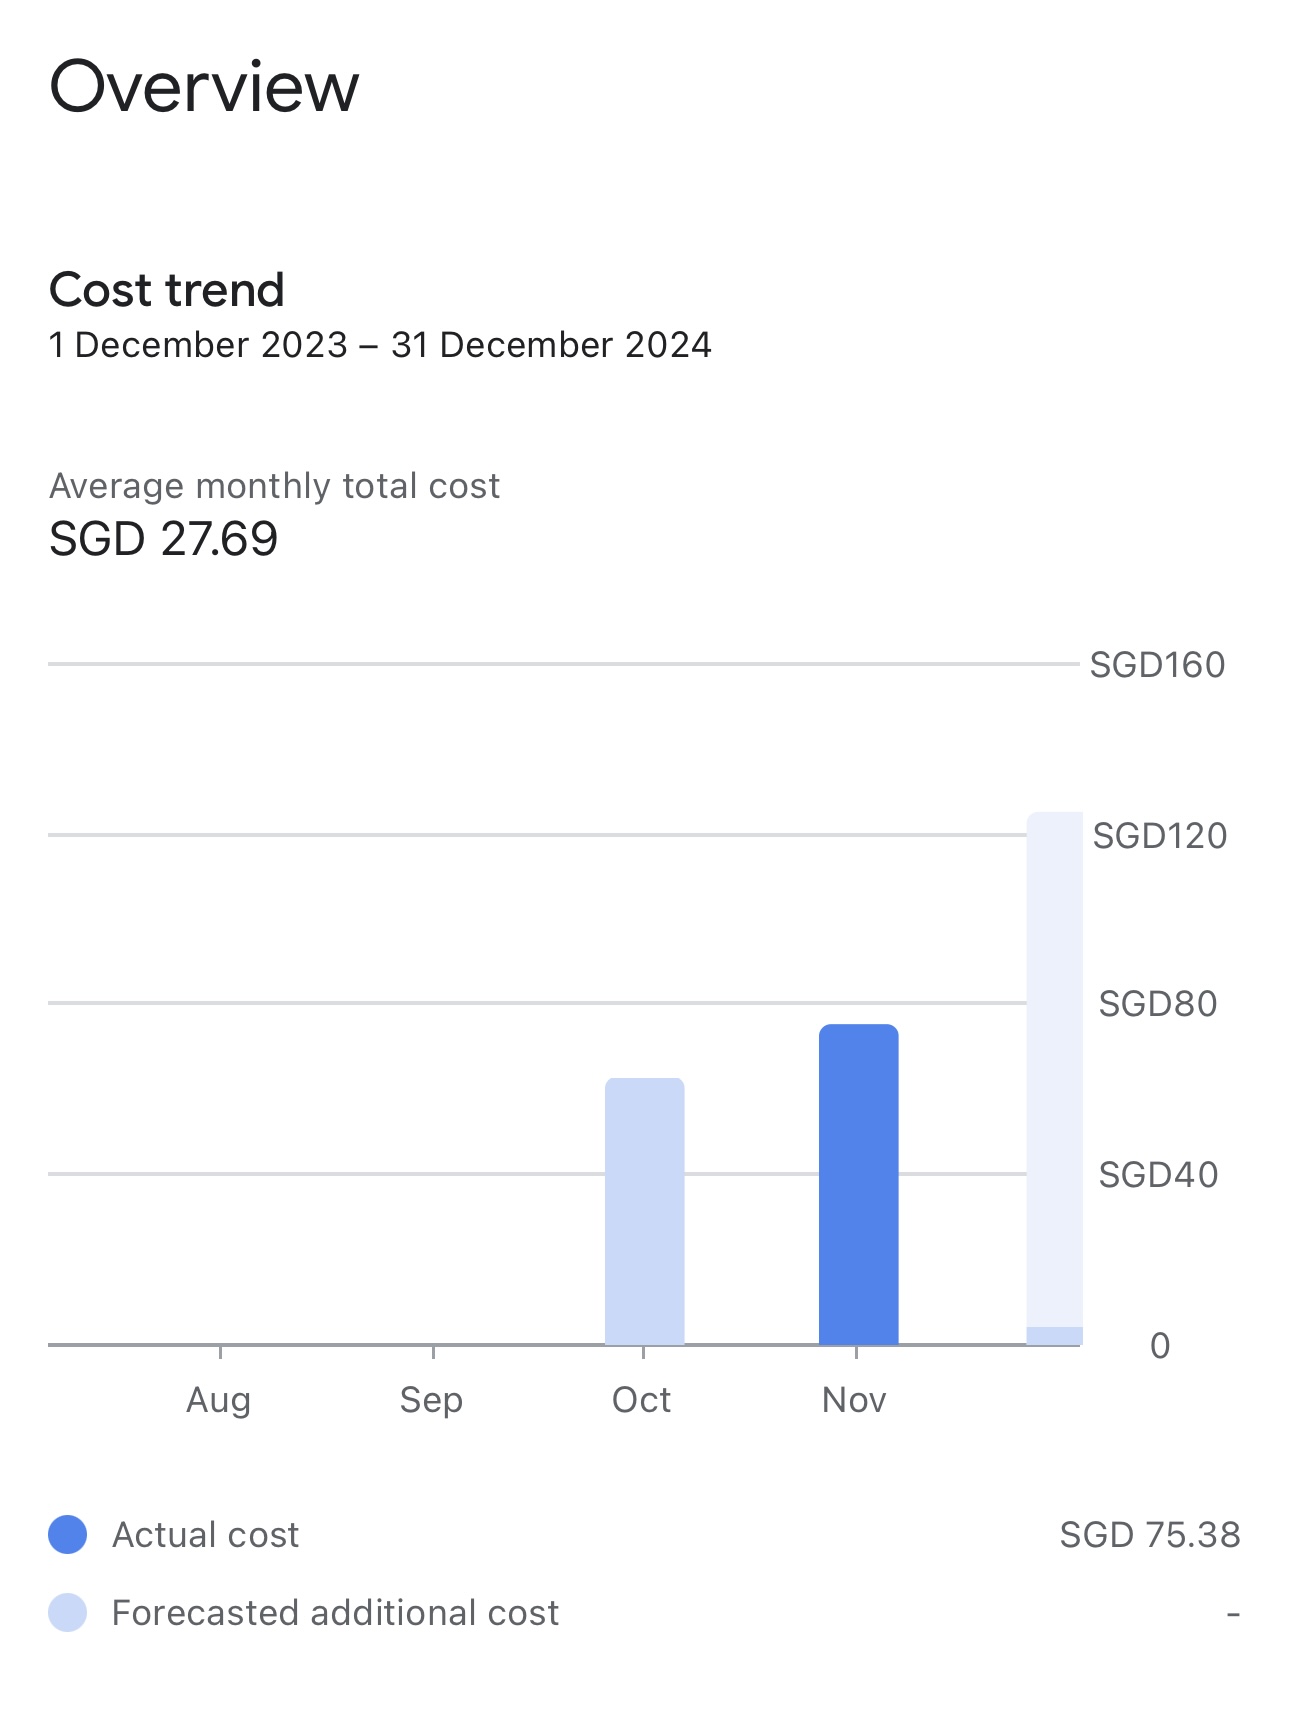 Overview
Cost trend
1 December 2023 – 31 December 2024
Average monthly total cost
SGD 27.69
SGD160
SGD120
SGD80
SGD40
0
Aug Sep Oct Nov
Actual cost SGD 75.38
Forecasted additional cost -